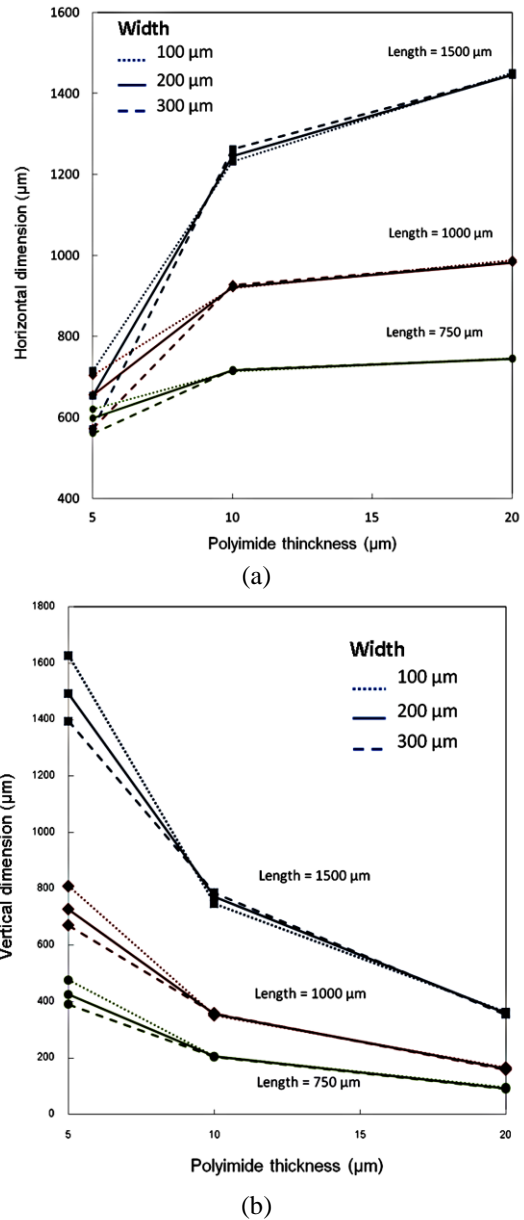 Width
100 µm
200 µm
300 µm
Length = 1500 µm
Length = 1000 µm
Length = 750 µm
1600
1400
1200
1000
800
600
400
Horizontal dimension (µm)
5
10
15
20
Polyimide thinckness (µm)
(a)
1800
1600
1400
1200
1000
800
600
400
200
0
Vertical dimension (µm)
Width
100 µm
200 µm
300 µm
Length = 1500 µm
Length = 1000 µm
Length = 750 µm
5
10
20
Polyimide thickness (µm)
(b)